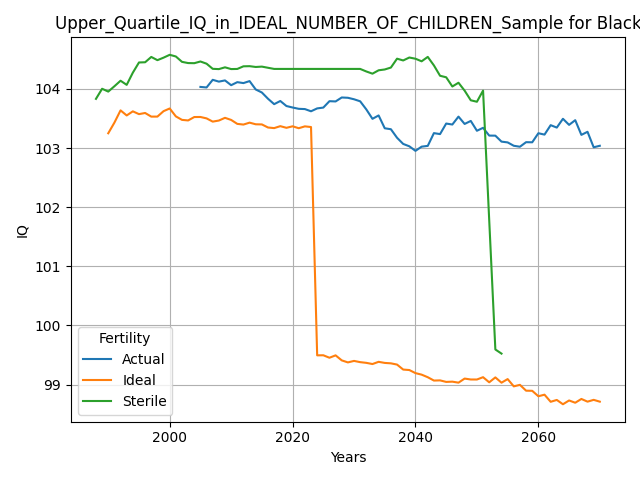 Upper_Quartile_IQ_in_IDEAL_NUMBER_OF_CHILDREN_Sample for Black
IQ
104
103
102
101
100
99
Fertility
Actual
Ideal
Sterile
2000 2020 2040 2060
Years